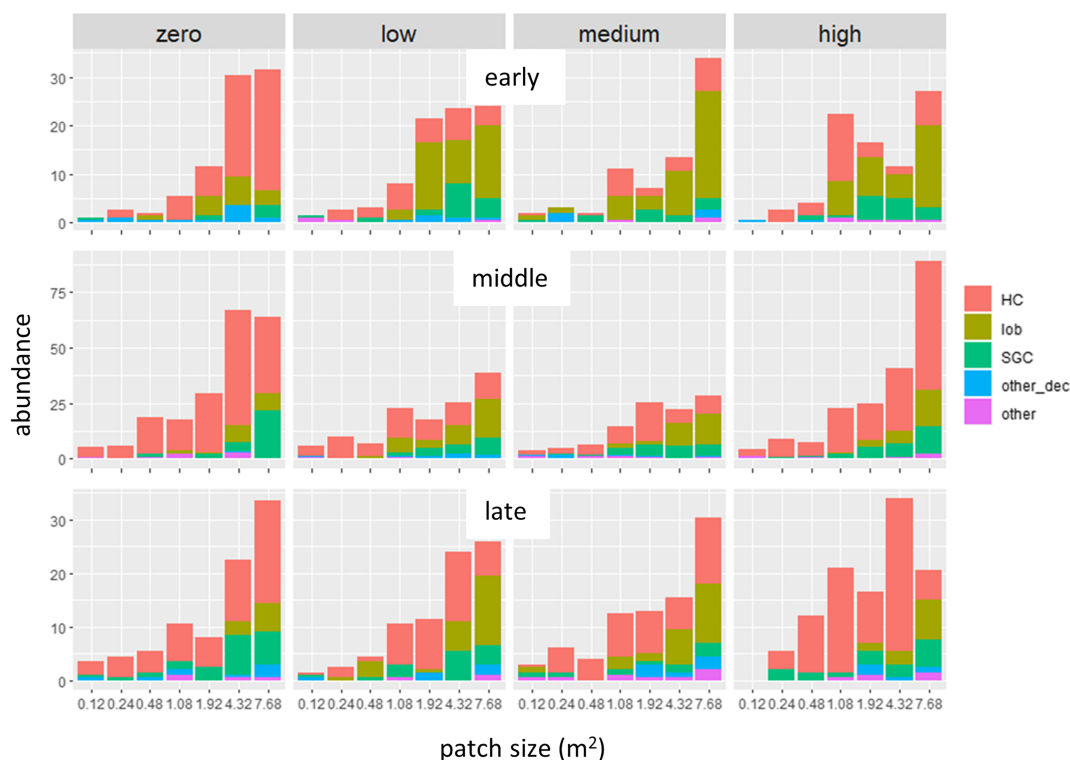 zero low medium high
early
30
20
10
0
middle
75
50
25
0
abundance
HC
lob
SGC
other_dec
other
late
30
20
10
0
0.12 0.24 0.48 1.08 1.92 4.32 7.68 0.12 0.24 0.48 1.08 1.92 4.32 7.68 0.12 0.24 0.48 1.08 1.92 4.32 7.68 0.12 0.24 0.48 1.08 1.92 4.32 7.68
patch size (m²)